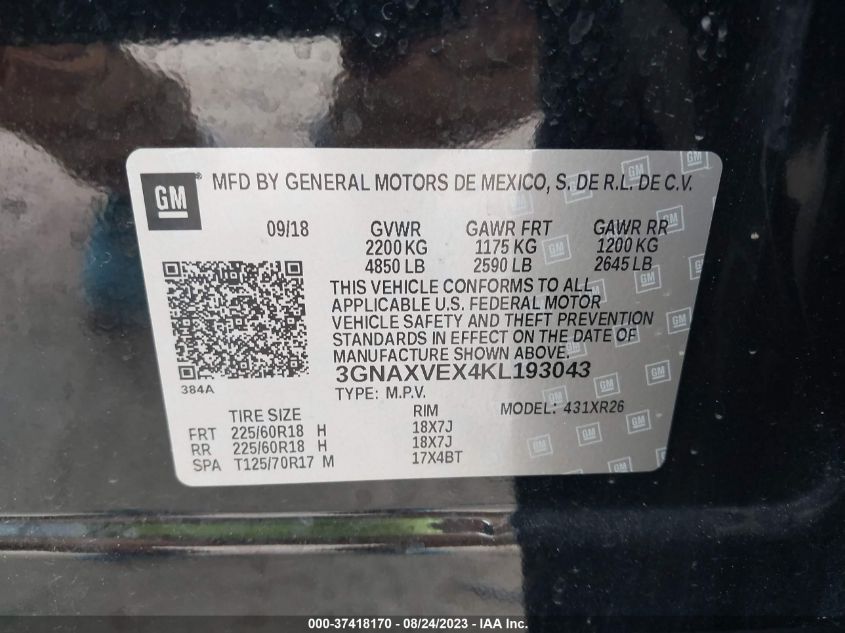 GM ® MFD BY GENERAL MOTORS DE MEXICO, S. DE R.L. DE C.V.
09/18 GVWR GAWR FRT GAWR RR
2200 KG 1175 KG 1200 KG
4850 LB 2590 LB 2645 LB
THIS VEHICLE CONFORMS TO ALL
APPLICABLE U.S. FEDERAL MOTOR
VEHICLE SAFETY AND THEFT PREVENTION
STANDARDS IN EFFECT ON THE DATE OF
MANUFACTURE SHOWN ABOVE.
384A
3GNAXVEX4KL193043
TYPE: M.P.V.
TIRE SIZE RIM MODEL: 431XR26
FRT 225/60R18 H 18X7J
RR 225/60R18 H 18X7J
SPA T125/70R17 M 17X4BT
000-37418170 - 08/24/2023 - IAA Inc.